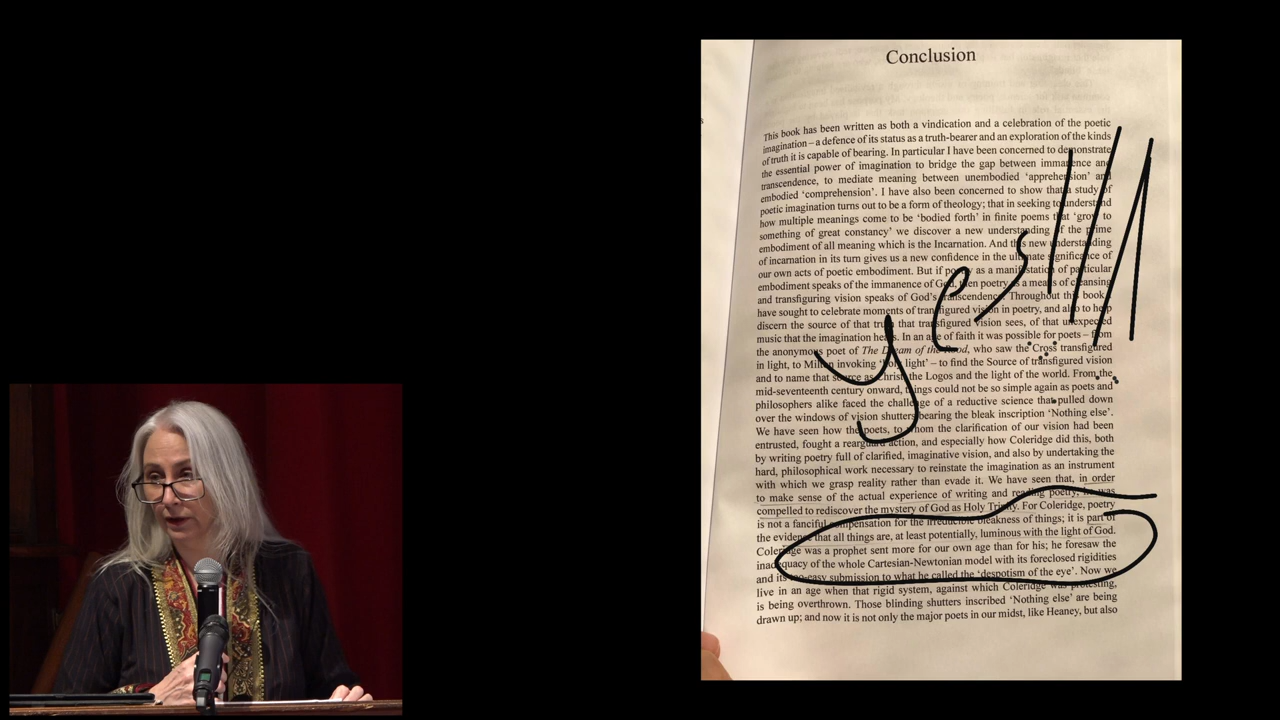 Conclusion
This book has been written as both a vindication and a celebration of the poetic
imagination – a defence of its status as a truth-bearer and an exploration of the kinds
of truth it is capable of bearing. In particular I have been concerned to demonstrate
the essential power of imagination to bridge the gap between immanence and
transcendence, to mediate meaning between unembodied ‘apprehension’ and
embodied ‘comprehension’. I have also been concerned to show that a study of
poetic imagination turns out to be a form of theology; that in seeking to understand
how multiple meanings come to be ‘bodied forth’ in finite poems that ‘grow to
something of great constancy’ we discover a new understanding of the prime
embodiment of all meaning which is the Incarnation. And this new understanding
of incarnation in its turn gives us a new confidence in the ultimate significance of
our own acts of poetic embodiment. But if poetry as a manifestation of particular
embodiment speaks of the immanence of God, then poetry as a means of cleansing
and transfiguring vision speaks of God’s transcendence. Throughout this book I
have sought to celebrate moments of transfigured vision in poetry, and also to help
discern the source of that truth that transfigured vision sees, of that unexpected
music that the imagination hears. In an age of faith it was possible for poets – from
the anonymous poet of The Dream of the Rood, who saw the Cross transfigured
in light, to Milton invoking ‘holy light’ – to find the Source of transfigured vision
and to name that source as Christ the Logos and the light of the world. From the
mid-seventeenth century onward, things could not be so simple again as poets and
philosophers alike faced the challenge of a reductive science that pulled down
over the windows of vision shutters bearing the bleak inscription ‘Nothing else’.
We have seen how the poets, to whom the clarification of our vision had been
entrusted, fought a rearguard action, and especially how Coleridge did this, both
by writing poetry full of clarified, imaginative vision, and also by undertaking the
hard, philosophical work necessary to reinstate the imagination as an instrument
with which we grasp reality rather than evade it. We have seen that, in order
to make sense of the actual experience of writing and reading poetry, he was
compelled to rediscover the mystery of God as Holy Trinity. For Coleridge, poetry
is not a fanciful compensation for the irreducible bleakness of things; it is part of
the evidence that all things are, at least potentially, luminous with the light of God.
Coleridge was a prophet sent more for our own age than for his; he foresaw the
inadequacy of the whole Cartesian-Newtonian model with its foreclosed rigidities
and its too-easy submission to what he called the ‘despotism of the eye’. Now we
live in an age when that rigid system, against which Coleridge was protesting,
is being overthrown. Those blinding shutters inscribed ‘Nothing else’ are being
drawn up; and now it is not only the major poets in our midst, like Heaney, but also
yes!!!!